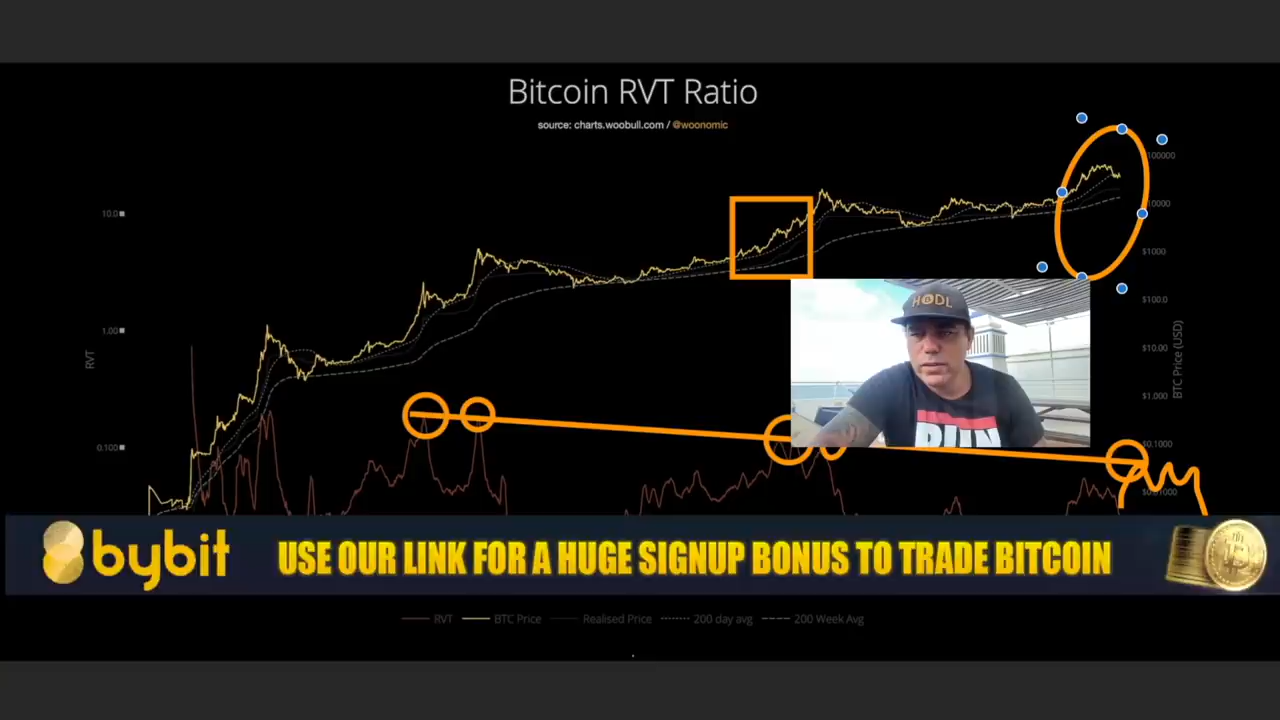 Bitcoin RVT Ratio
source: charts.woobull.com / @woonomic
10.0
1.00
0.100
RVT
100000
$10000
$1000
$100.0
$10.00
$1.000
$0.1000
$0.01000
BTC Price (USD)
HODL
RUN
bybit
USE OUR LINK FOR A HUGE SIGNUP BONUS TO TRADE BITCOIN
RVT BTC Price Realised Price 200 day avg 200 Week Avg